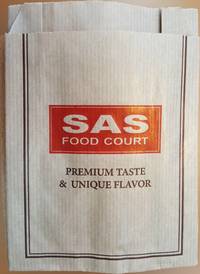 SAS
FOOD COURT
PREMIUM TASTE
& UNIQUE FLAVOR